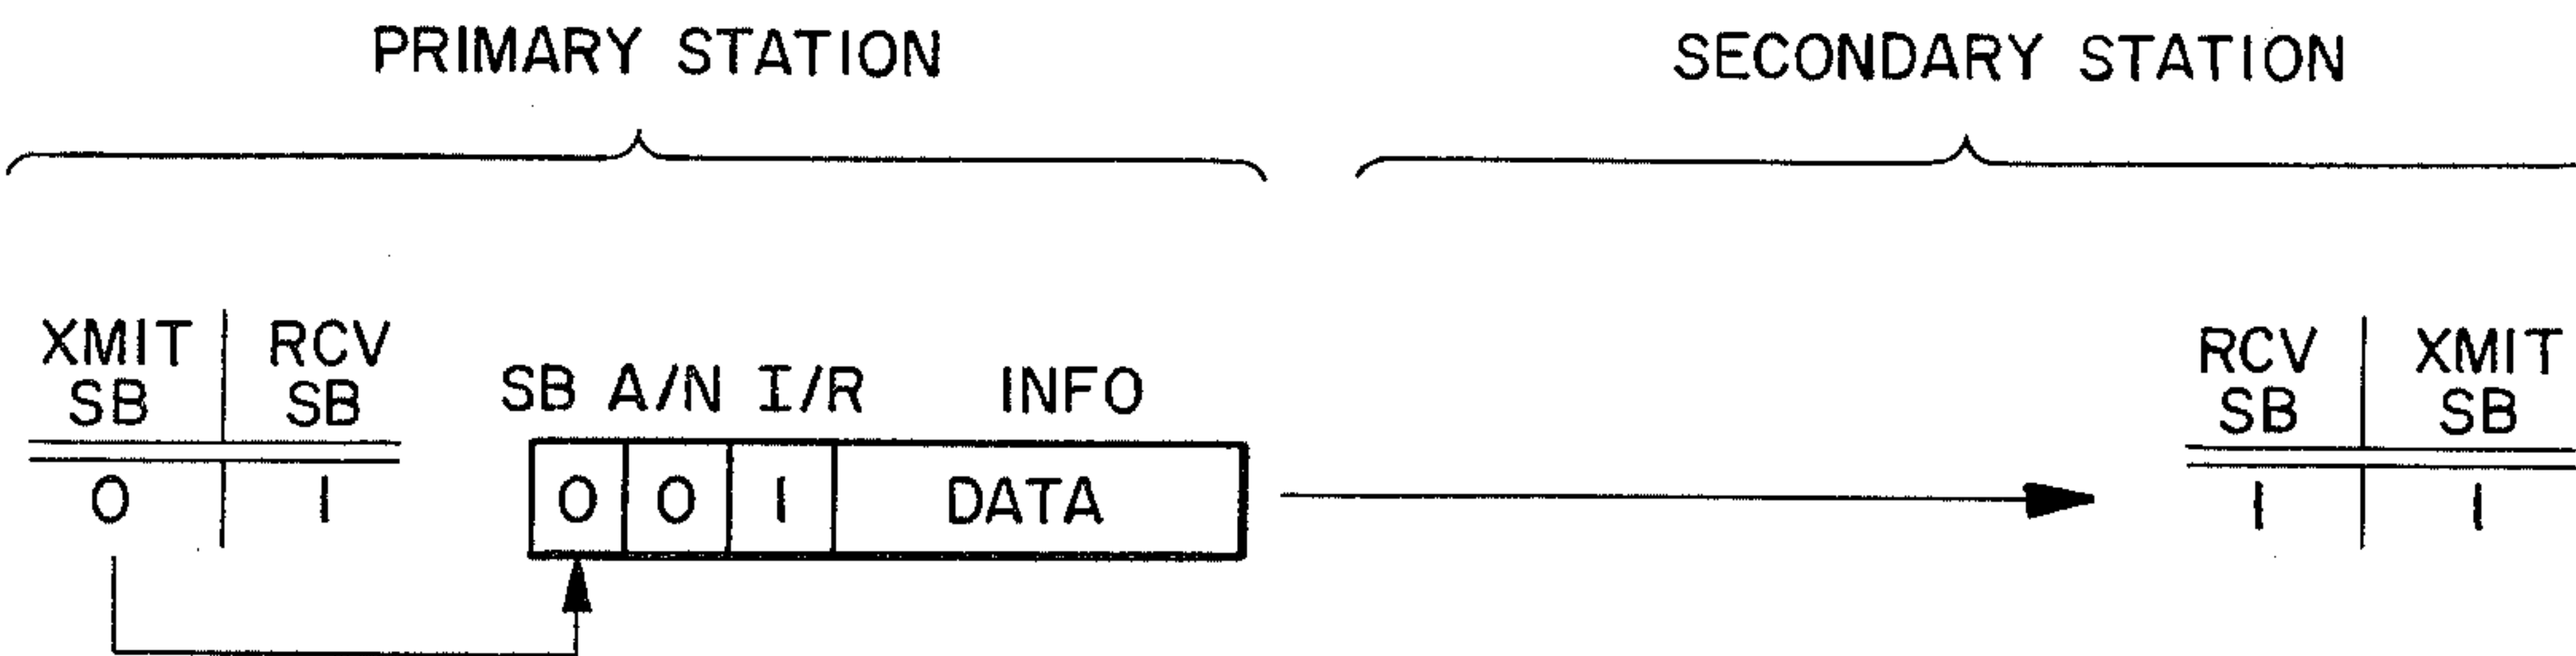 PRIMARY STATION
SECONDARY STATION
XMIT SB
RCV SB
SB A/N I/R INFO
RCV SB
XMIT SB
0 1
0 0 1 DATA
1 1